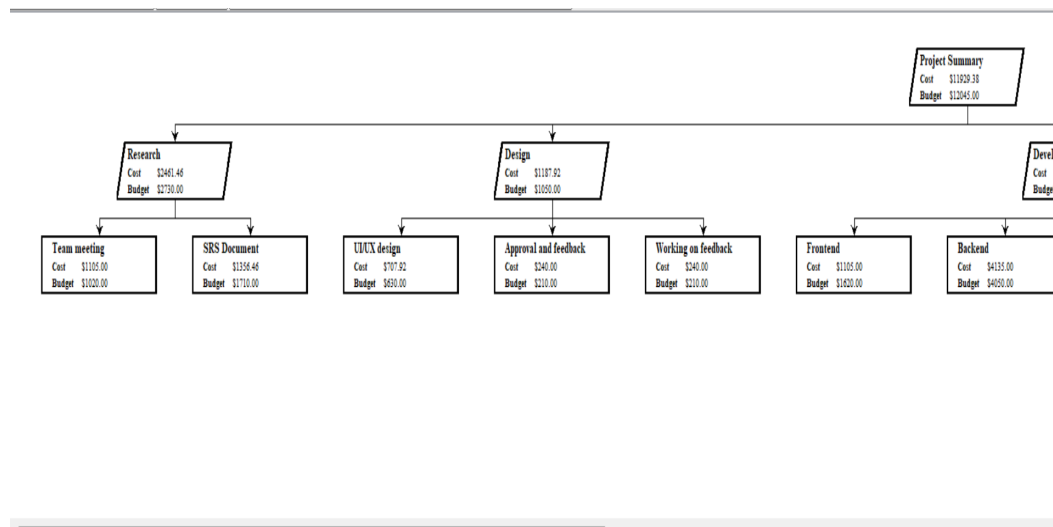 Project Summary
Cost $11929.38
Budget $12045.00
Research
Cost $2461.46
Budget $2730.00
Design
Cost $1187.92
Budget $1050.00
Devel
Cost
Budge
Team meeting
Cost $1105.00
Budget $1020.00
SRS Document
Cost $1356.46
Budget $1710.00
UI/UX design
Cost $707.92
Budget $630.00
Approval and feedback
Cost $240.00
Budget $210.00
Working on feedback
Cost $240.00
Budget $210.00
Frontend
Cost $1105.00
Budget $1620.00
Backend
Cost $4135.00
Budget $4050.00